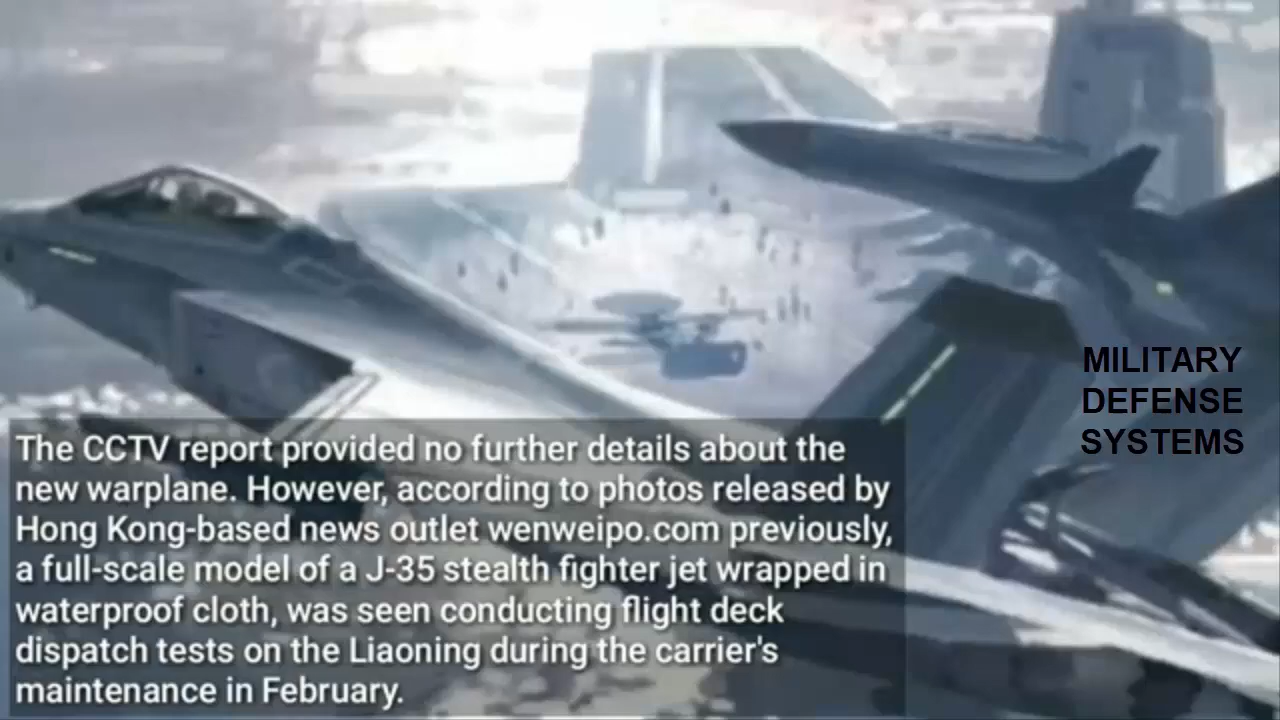 MILITARY
DEFENSE
SYSTEMS
The CCTV report provided no further details about the
new warplane. However, according to photos released by
Hong Kong-based news outlet wenweipo.com previously,
a full-scale model of a J-35 stealth fighter jet wrapped in
waterproof cloth, was seen conducting flight deck
dispatch tests on the Liaoning during the carrier's
maintenance in February.